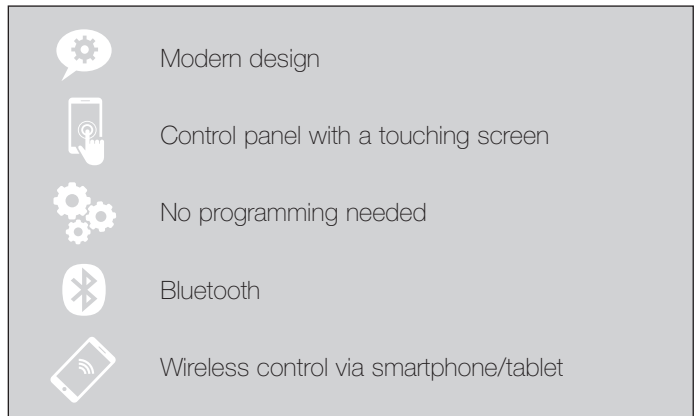 Modern design
Control panel with a touching screen
No programming needed
Bluetooth
Wireless control via smartphone/tablet